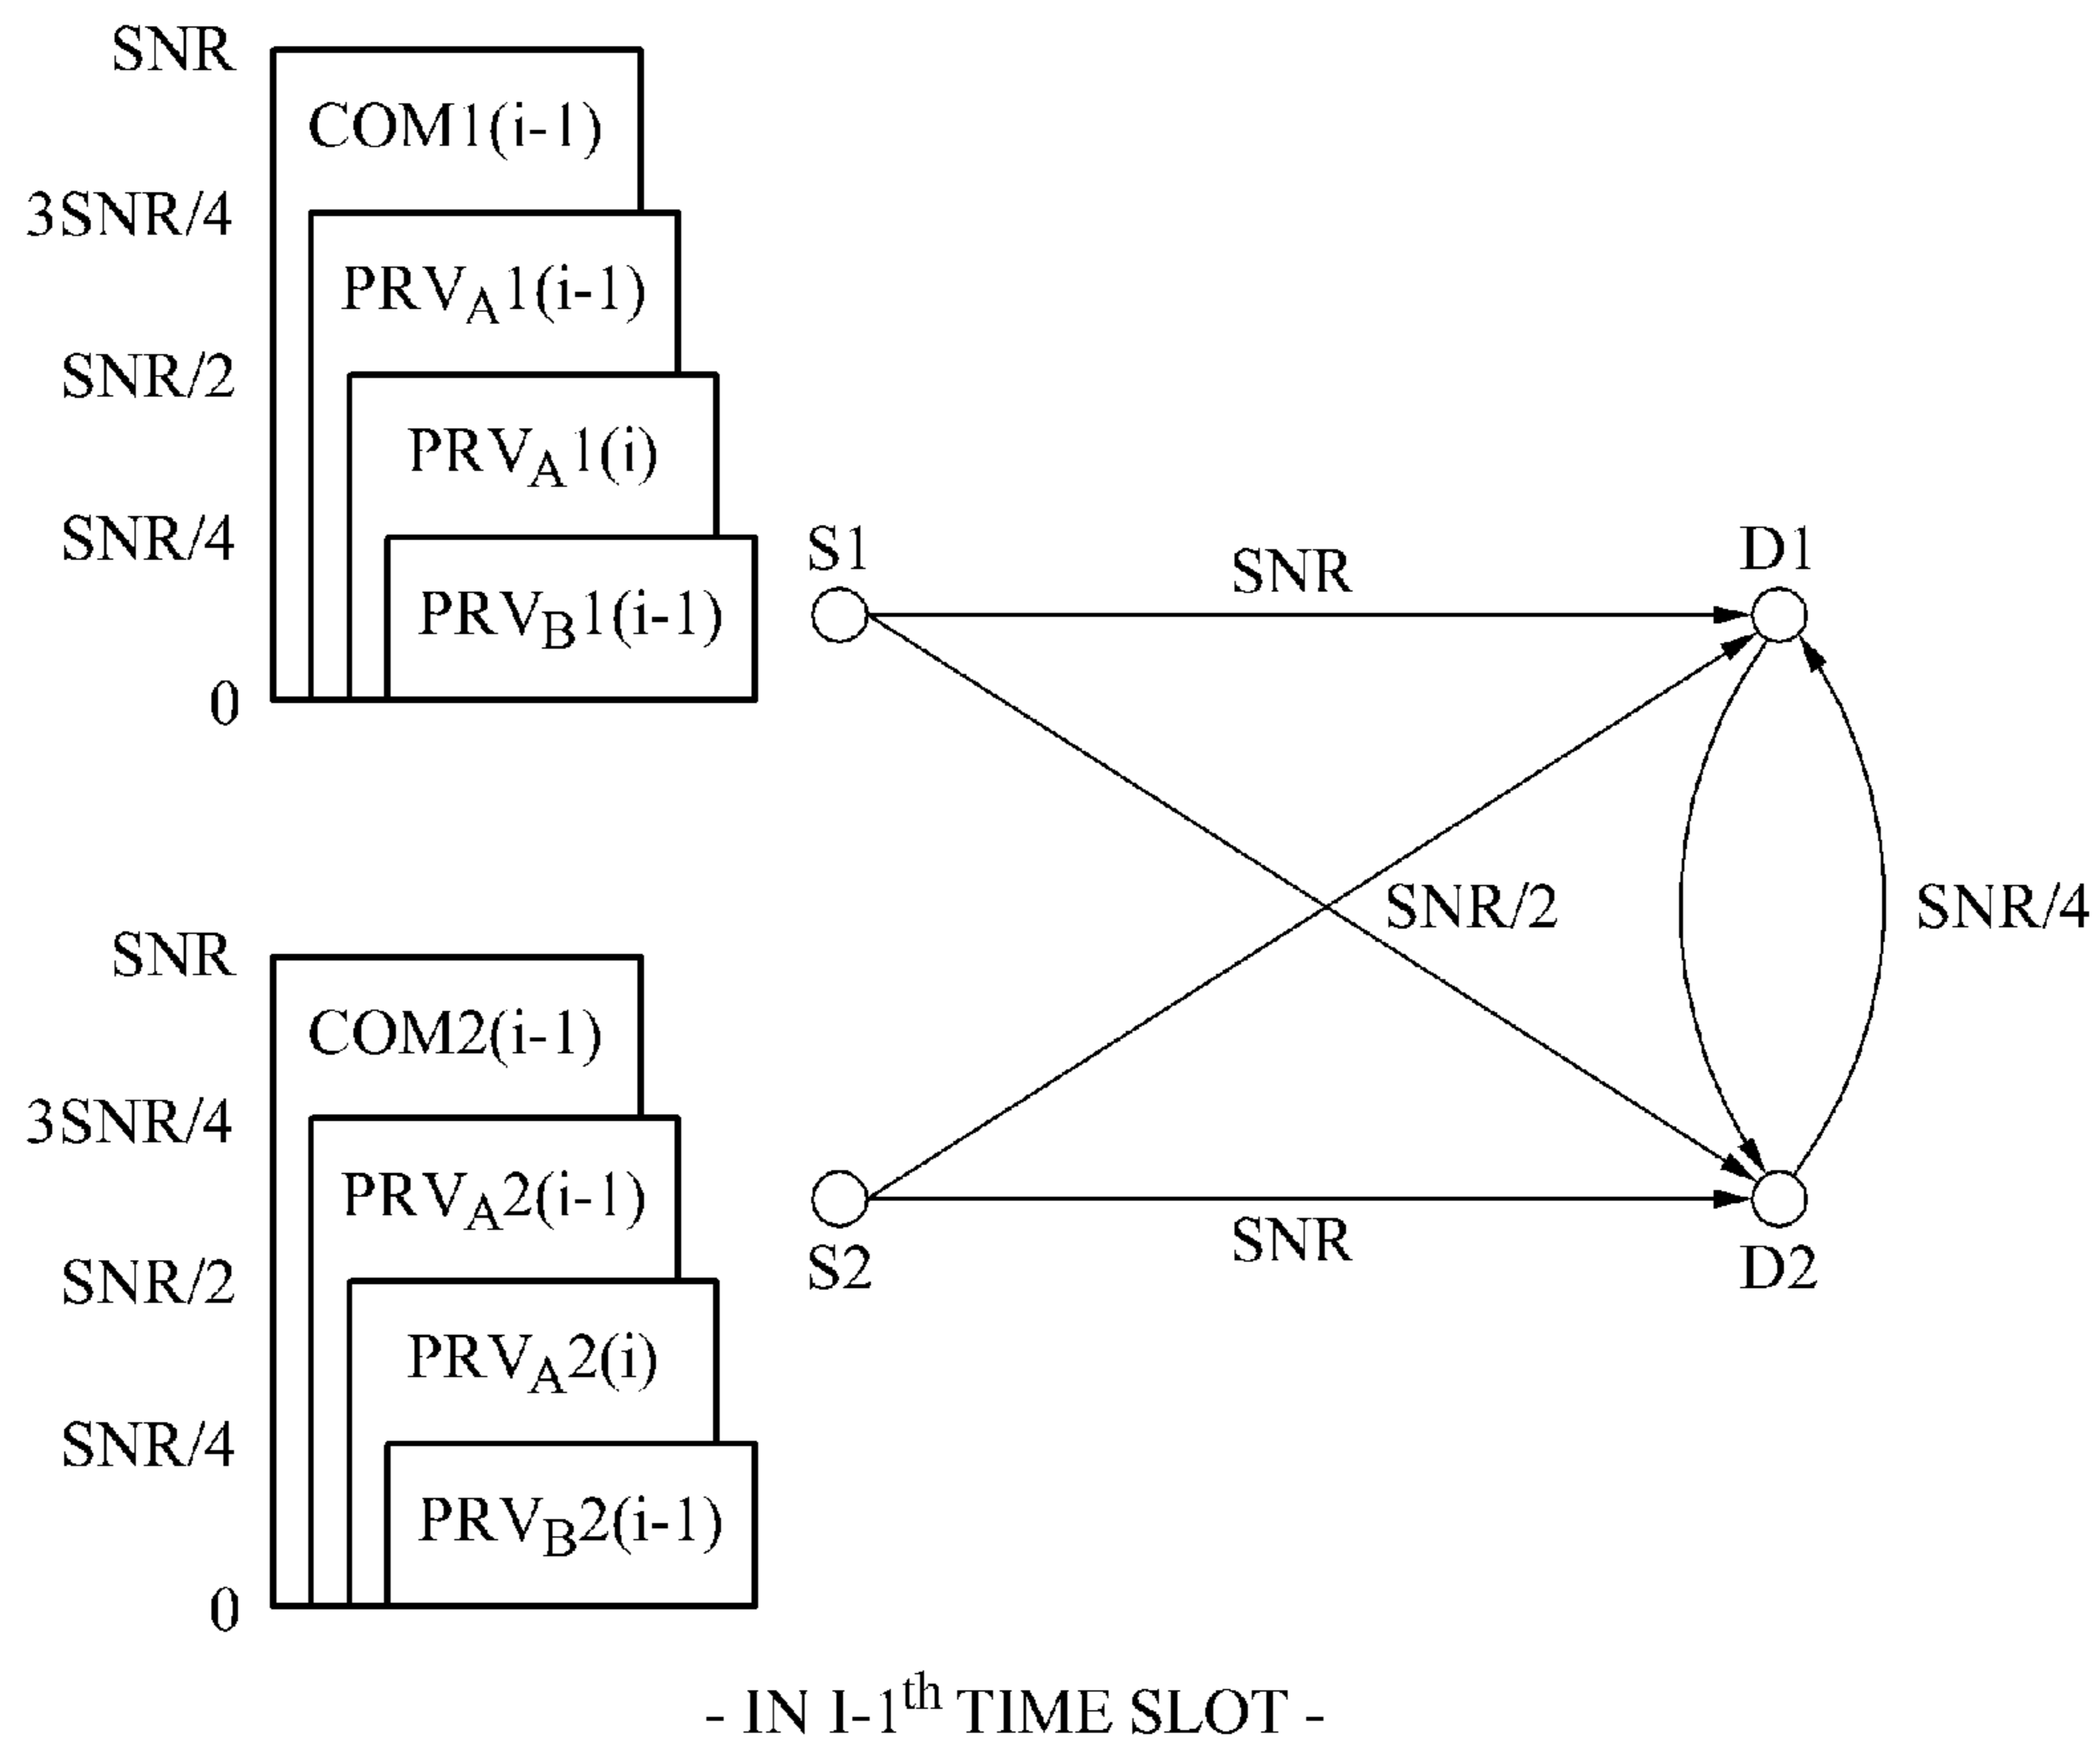 SNR
COM1(i-1)
3SNR/4
PRVA1(i-1)
SNR/2
PRVA1(i)
SNR/4
PRVB1(i-1)
0
S1
SNR
D1
SNR/2
SNR/4
SNR
COM2(i-1)
3SNR/4
PRVA2(i-1)
SNR/2
PRVA2(i)
SNR/4
PRVB2(i-1)
0
S2
SNR
D2
- IN I-1th TIME SLOT -